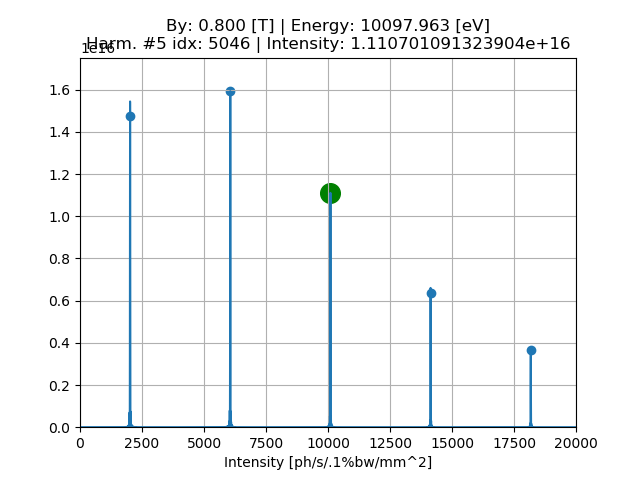 By: 0.800 [T] | Energy: 10097.963 [eV]
Harm. #5 idx: 5046 | Intensity: 1.110701091323904e+16
1e16
1.6
1.4
1.2
1.0
0.8
0.6
0.4
0.2
0.0
0 2500 5000 7500 10000 12500 15000 17500 20000
Intensity [ph/s/.1%bw/mm^2]